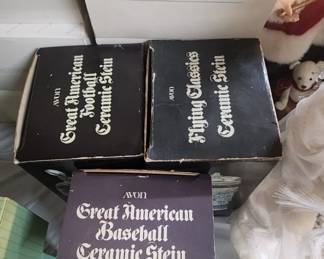 AVON
Great American
Football
Ceramic Stein
AVON
Flying Classics
Ceramic Stein
AVON
Great American
Baseball
Ceramic Stein